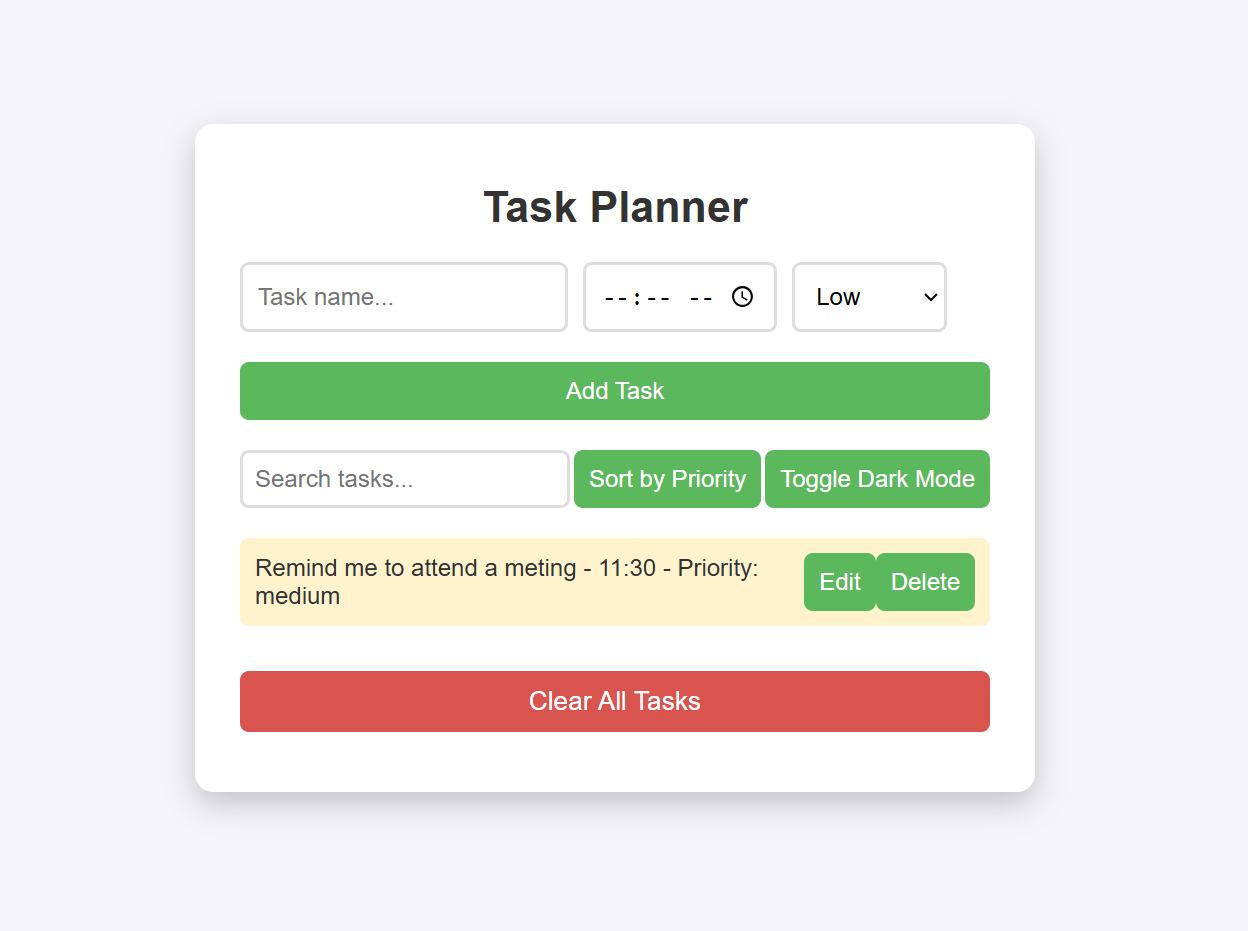 Task Planner
Task name...
--:-- --
Low
Add Task
Search tasks...
Sort by Priority
Toggle Dark Mode
Remind me to attend a meting - 11:30 - Priority:
medium
Edit
Delete
Clear All Tasks